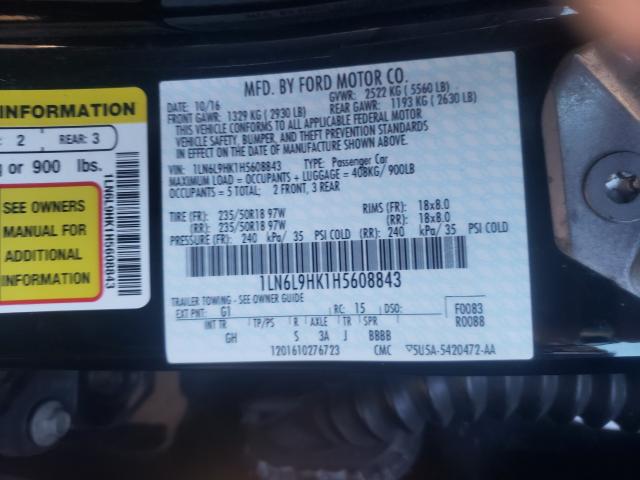 INFORMATION
2 REAR: 3
or 900 lbs.
SEE OWNERS
MANUAL FOR
ADDITIONAL
INFORMATION
1LN6L9HK1H5608843
MFD. BY FORD MOTOR CO.
DATE: 10/16 GVWR: 2522 KG ( 5560 LB)
FRONT GAWR: 1329 KG ( 2930 LB) REAR GAWR: 1193 KG ( 2630 LB)
THIS VEHICLE CONFORMS TO ALL APPLICABLE FEDERAL MOTOR
VEHICLE SAFETY, BUMPER, AND THEFT PREVENTION STANDARDS
IN EFFECT ON THE DATE OF MANUFACTURE SHOWN ABOVE.
VIN: 1LN6L9HK1H5608843 TYPE: Passenger Car
MAXIMUM LOAD = OCCUPANTS + LUGGAGE = 408KG/ 900LB
OCCUPANTS = 5 TOTAL; 2 FRONT, 3 REAR
TIRE (FR): 235/50R18 97W RIMS (FR): 18x8.0
(RR): 235/50R18 97W (RR): 18x8.0
PRESSURE (FR): 240 kPa/ 35 PSI COLD (RR): 240 kPa/ 35 PSI COLD
1LN6L9HK1H5608843
TRAILER TOWING - SEE OWNER GUIDE
EXT PNT: G1 RC: 15 DSO: F0083
INT TR TP/PS R AXLE TR SPR R0088
GH S 3A J BBBB
1201610276723 CMC 5U5A-5420472-AA